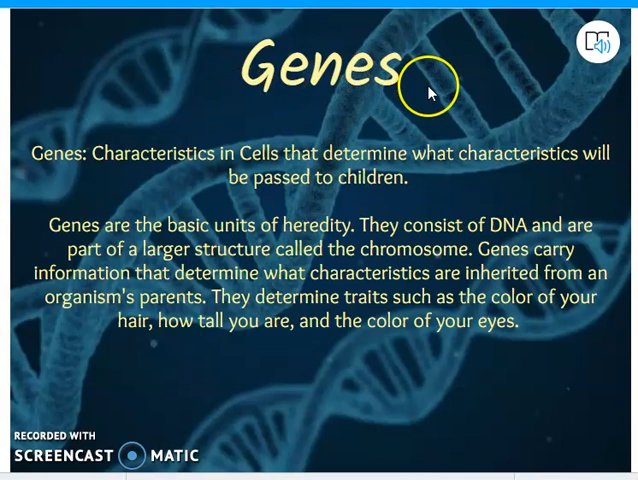 Genes
Genes: Characteristics in Cells that determine what characteristics will
be passed to children.
Genes are the basic units of heredity. They consist of DNA and are
part of a larger structure called the chromosome. Genes carry
information that determine what characteristics are inherited from an
organism's parents. They determine traits such as the color of your
hair, how tall you are, and the color of your eyes.
RECORDED WITH
SCREENCAST MATIC